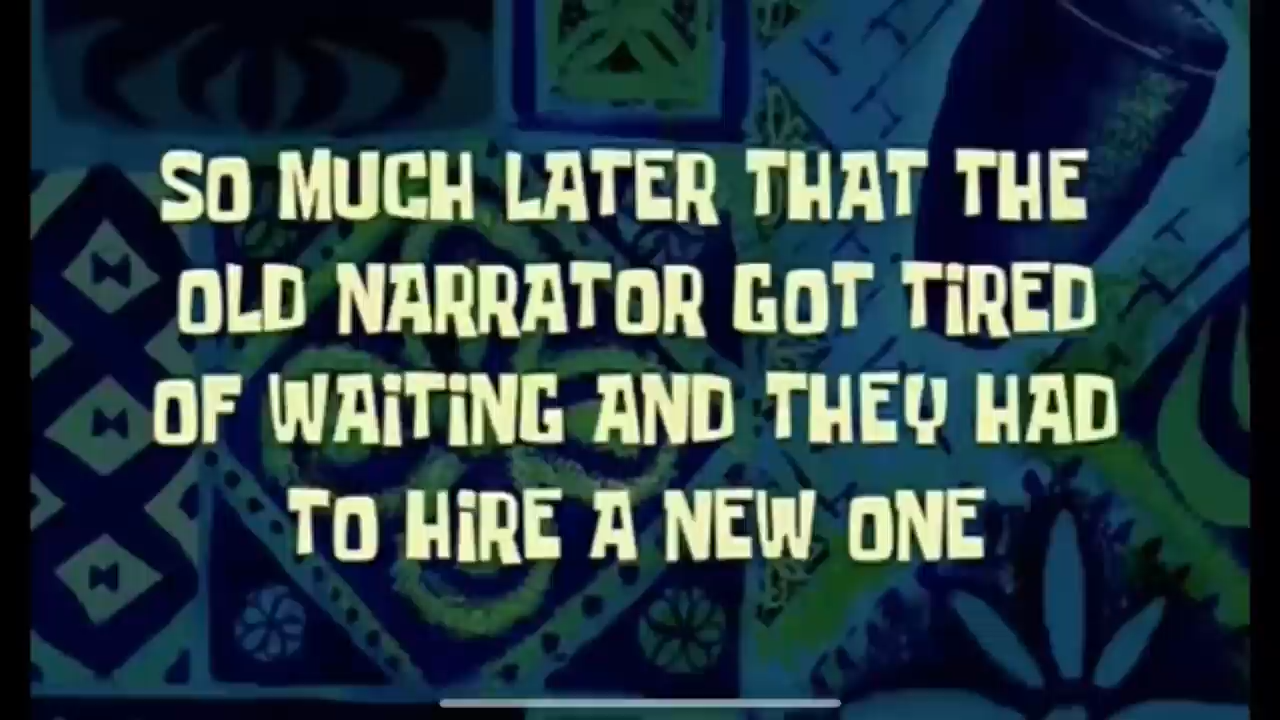 SO MUCH LATER THAT THE
OLD NARRATOR GOT TiRED
OF WAiTiNG AND THEY HAD
TO HiRE A NEW ONE